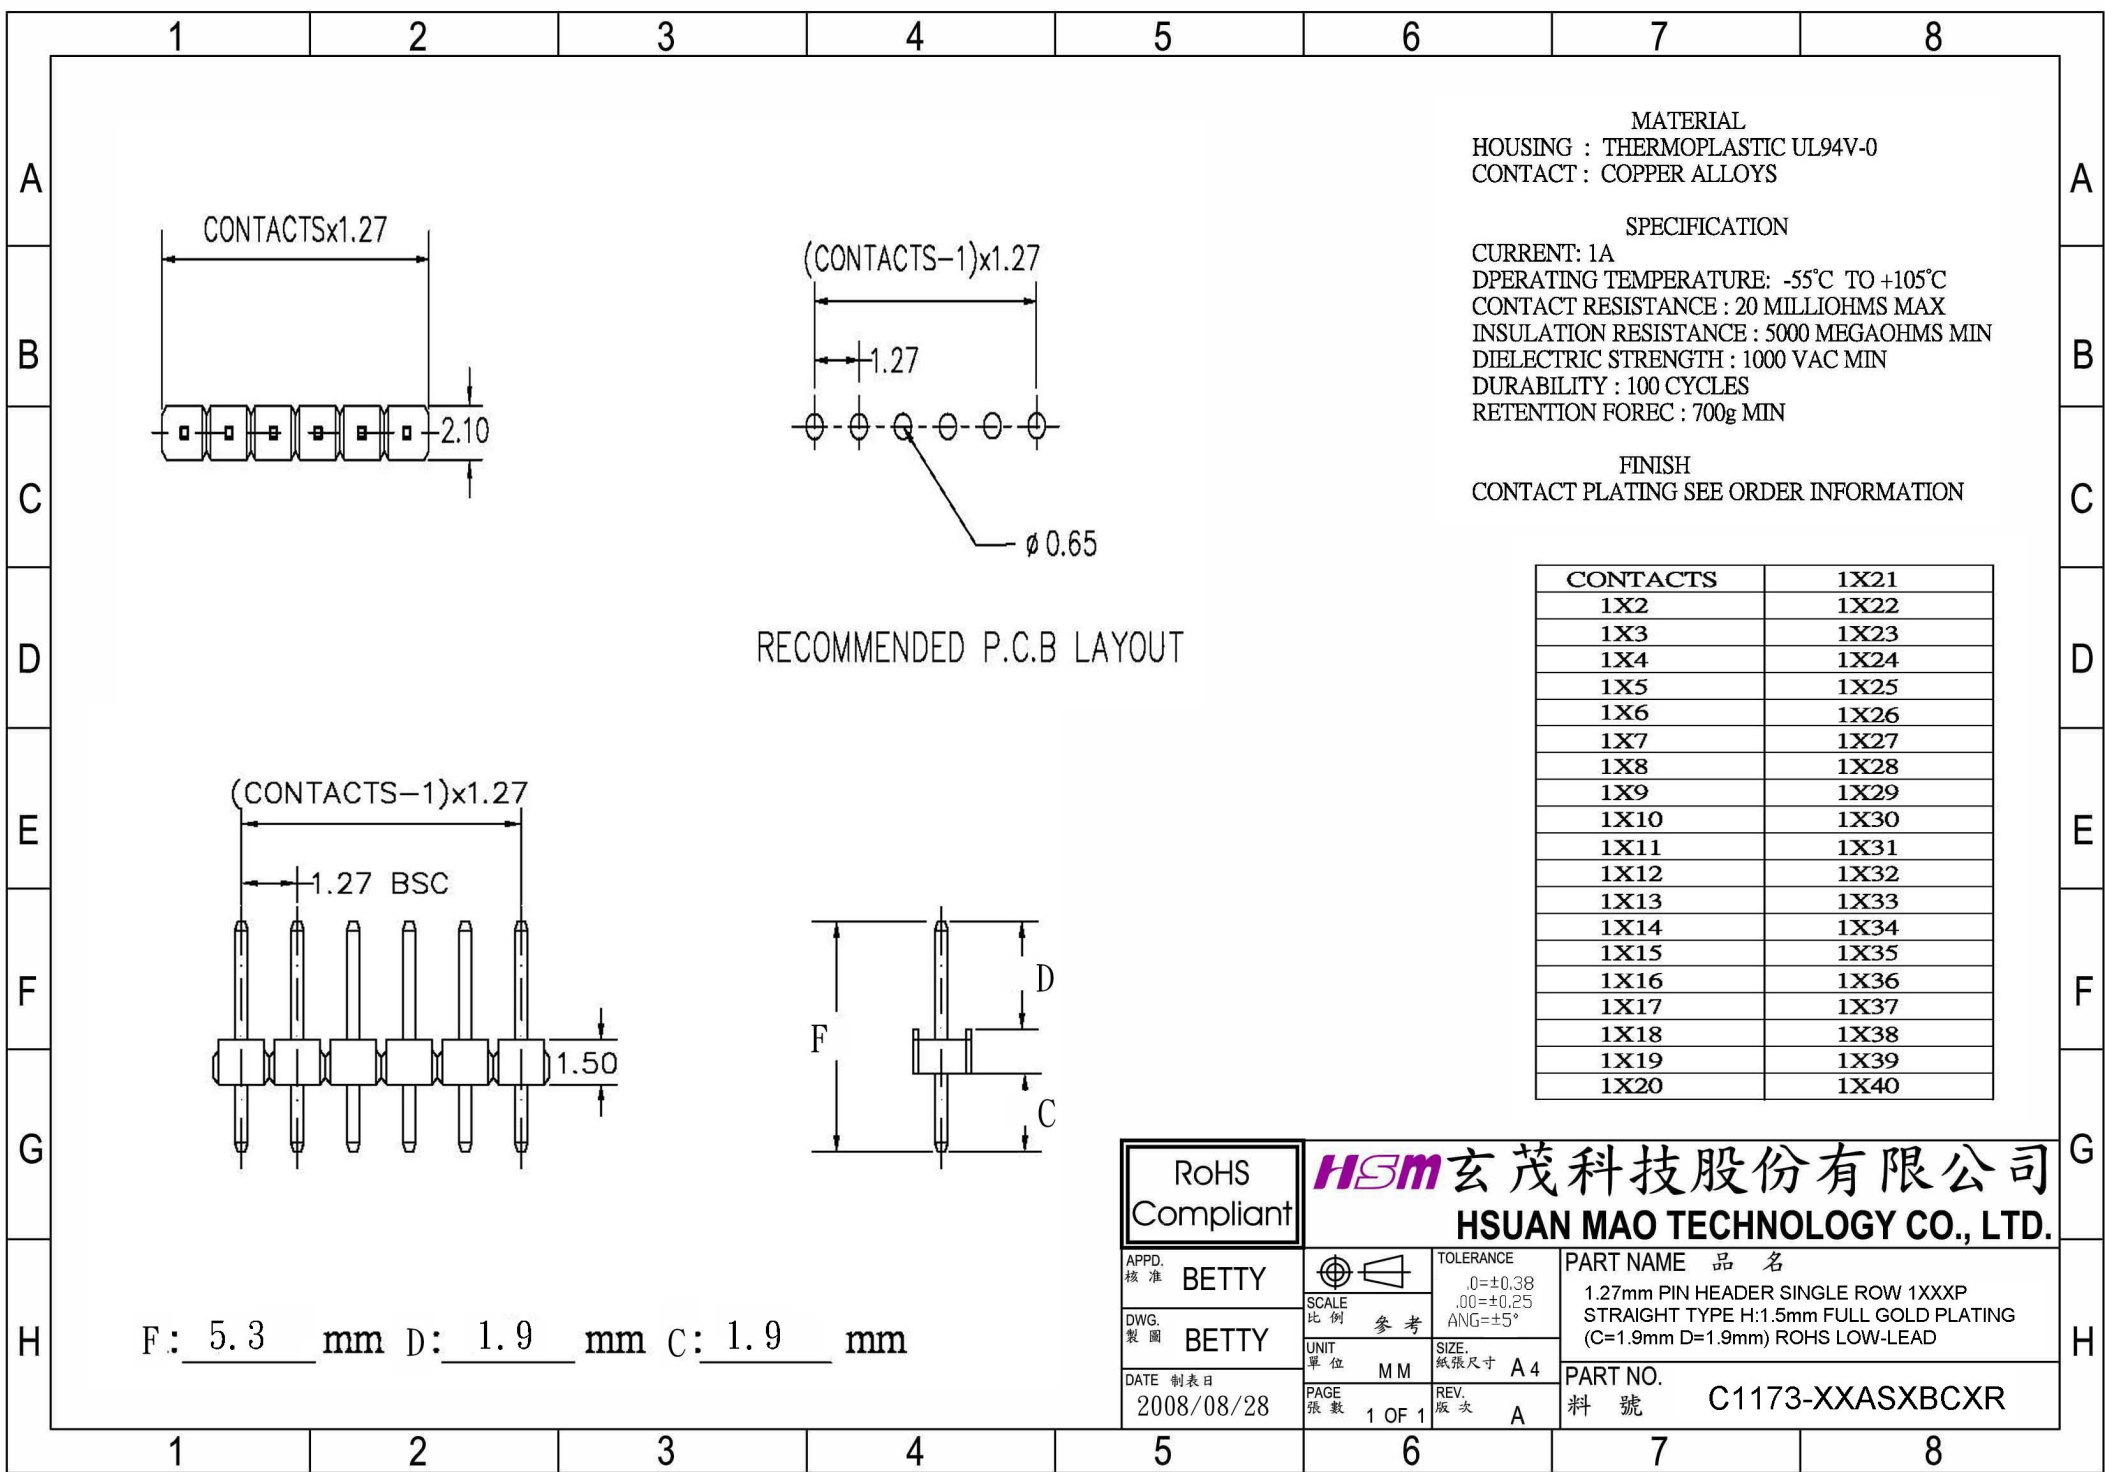 1 2 3 4 5 6 7 8
A
B
C
D
E
F
G
H
A
B
C
D
E
F
G
H
CONTACTSx1.27
2.10
(CONTACTS-1)x1.27
1.27
ø 0.65
RECOMMENDED P.C.B LAYOUT
MATERIAL
HOUSING : THERMOPLASTIC UL94V-0
CONTACT : COPPER ALLOYS
SPECIFICATION
CURRENT: 1A
DPERATING TEMPERATURE: -55°C TO +105°C
CONTACT RESISTANCE : 20 MILLIOHMS MAX
INSULATION RESISTANCE : 5000 MEGAOHMS MIN
DIELECTRIC STRENGTH : 1000 VAC MIN
DURABILITY : 100 CYCLES
RETENTION FOREC : 700g MIN
FINISH
CONTACT PLATING SEE ORDER INFORMATION
CONTACTS 1X21
1X2 1X22
1X3 1X23
1X4 1X24
1X5 1X25
1X6 1X26
1X7 1X27
1X8 1X28
1X9 1X29
1X10 1X30
1X11 1X31
1X12 1X32
1X13 1X33
1X14 1X34
1X15 1X35
1X16 1X36
1X17 1X37
1X18 1X38
1X19 1X39
1X20 1X40
(CONTACTS-1)x1.27
1.27 BSC
1.50
F
D
C
F: 5.3 mm D: 1.9 mm C: 1.9 mm
RoHS
Compliant
HSM 玄茂科技股份有限公司
HSUAN MAO TECHNOLOGY CO., LTD.
APPD.
核 准 BETTY
DWG.
製 圖 BETTY
DATE 制表日
2008/08/28
SCALE
比 例 參 考
UNIT
單 位 MM
PAGE
張 數 1 OF 1
TOLERANCE
.0=±0.38
.00=±0.25
ANG=±5°
SIZE.
紙張尺寸 A4
REV.
版 次 A
PART NAME 品 名
1.27mm PIN HEADER SINGLE ROW 1XXXP
STRAIGHT TYPE H:1.5mm FULL GOLD PLATING
(C=1.9mm D=1.9mm) ROHS LOW-LEAD
PART NO.
料 號 C1173-XXASXBCXR
1 2 3 4 5 6 7 8